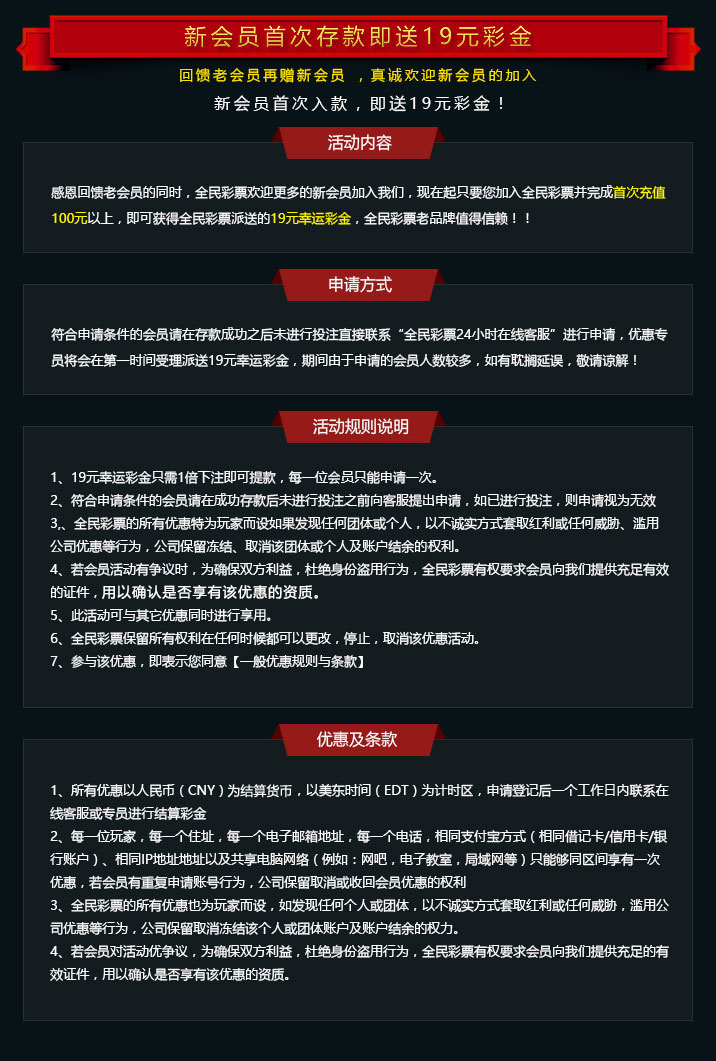 新会员首次存款即送19元彩金
回馈老会员再赠新会员 ，真诚欢迎新会员的加入
新会员首次入款，即送19元彩金！
活动内容
感恩回馈老会员的同时，全民彩票欢迎更多的新会员加入我们，现在起只要您加入全民彩票并完成首次充值
100元以上，即可获得全民彩票派送的19元幸运彩金，全民彩票老品牌值得信赖！！
申请方式
符合申请条件的会员请在存款成功之后未进行投注直接联系“全民彩票24小时在线客服”进行申请，优惠专
员将会在第一时间受理派送19元幸运彩金，期间由于申请的会员人数较多，如有耽搁延误，敬请谅解！
活动规则说明
1、19元幸运彩金只需1倍下注即可提款，每一位会员只能申请一次。
2、符合申请条件的会员请在成功存款后未进行投注之前向客服提出申请，如已进行投注，则申请视为无效
3,、全民彩票的所有优惠特为玩家而设如果发现任何团体或个人，以不诚实方式套取红利或任何威胁、滥用
公司优惠等行为，公司保留冻结、取消该团体或个人及账户结余的权利。
4、若会员活动有争议时，为确保双方利益，杜绝身份盗用行为，全民彩票有权要求会员向我们提供充足有效
的证件，用以确认是否享有该优惠的资质。
5、此活动可与其它优惠同时进行享用。
6、全民彩票保留所有权利在任何时候都可以更改，停止，取消该优惠活动。
7、参与该优惠，即表示您同意【一般优惠规则与条款】
优惠及条款
1、所有优惠以人民币（CNY）为结算货币，以美东时间（EDT）为计时区，申请登记后一个工作日内联系在
线客服或专员进行结算彩金
2、每一位玩家，每一个住址，每一个电子邮箱地址，每一个电话，相同支付宝方式（相同借记卡/信用卡/银
行账户）、相同IP地址地址以及共享电脑网络（例如：网吧，电子教室，局域网等）只能够同区间享有一次
优惠，若会员有重复申请账号行为，公司保留取消或收回会员优惠的权利
3、全民彩票的所有优惠也为玩家而设，如发现任何个人或团体，以不诚实方式套取红利或任何威胁，滥用公
司优惠等行为，公司保留取消冻结该个人或团体账户及账户结余的权力。
4、若会员对活动优争议，为确保双方利益，杜绝身份盗用行为，全民彩票有权要求会员向我们提供充足的有
效证件，用以确认是否享有该优惠的资质。